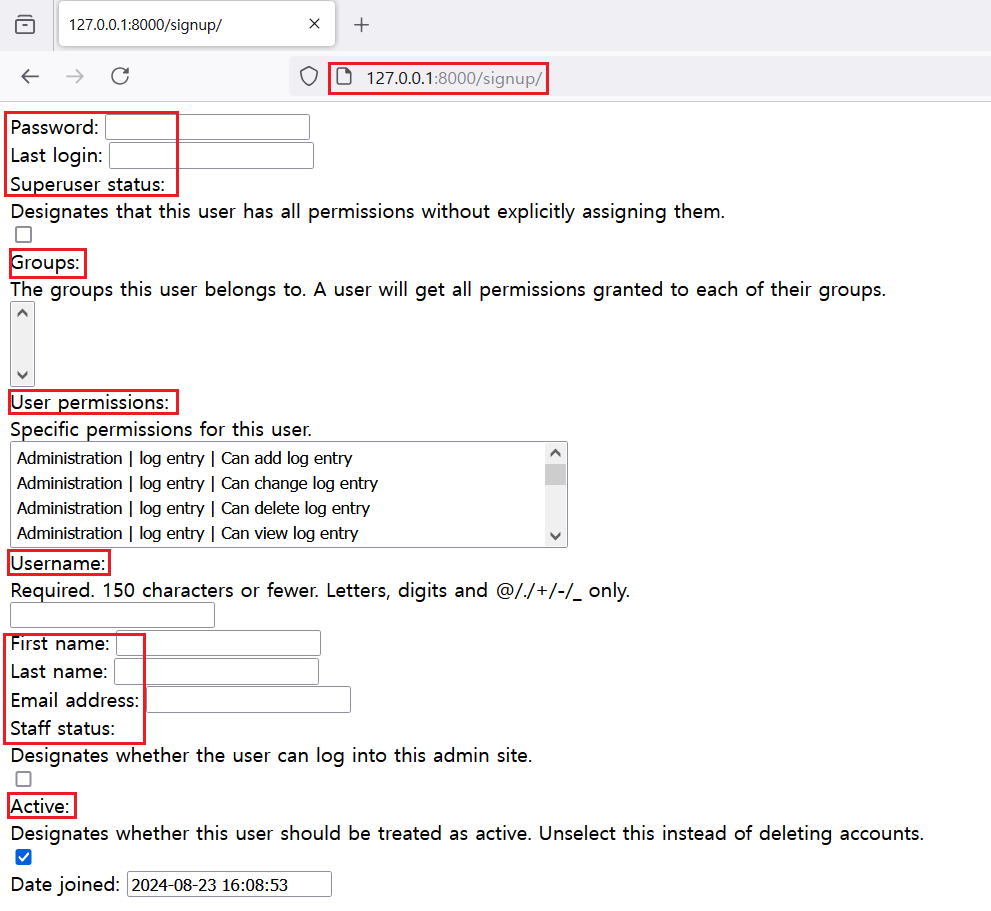 127.0.0.1:8000/signup/
127.0.0.1:8000/signup/
Password:
Last login:
Superuser status:
Designates that this user has all permissions without explicitly assigning them.
Groups:
The groups this user belongs to. A user will get all permissions granted to each of their groups.
User permissions:
Specific permissions for this user.
Administration | log entry | Can add log entry
Administration | log entry | Can change log entry
Administration | log entry | Can delete log entry
Administration | log entry | Can view log entry
Username:
Required. 150 characters or fewer. Letters, digits and @/./+/-/_ only.
First name:
Last name:
Email address:
Staff status:
Designates whether the user can log into this admin site.
Active:
Designates whether this user should be treated as active. Unselect this instead of deleting accounts.
Date joined: 2024-08-23 16:08:53